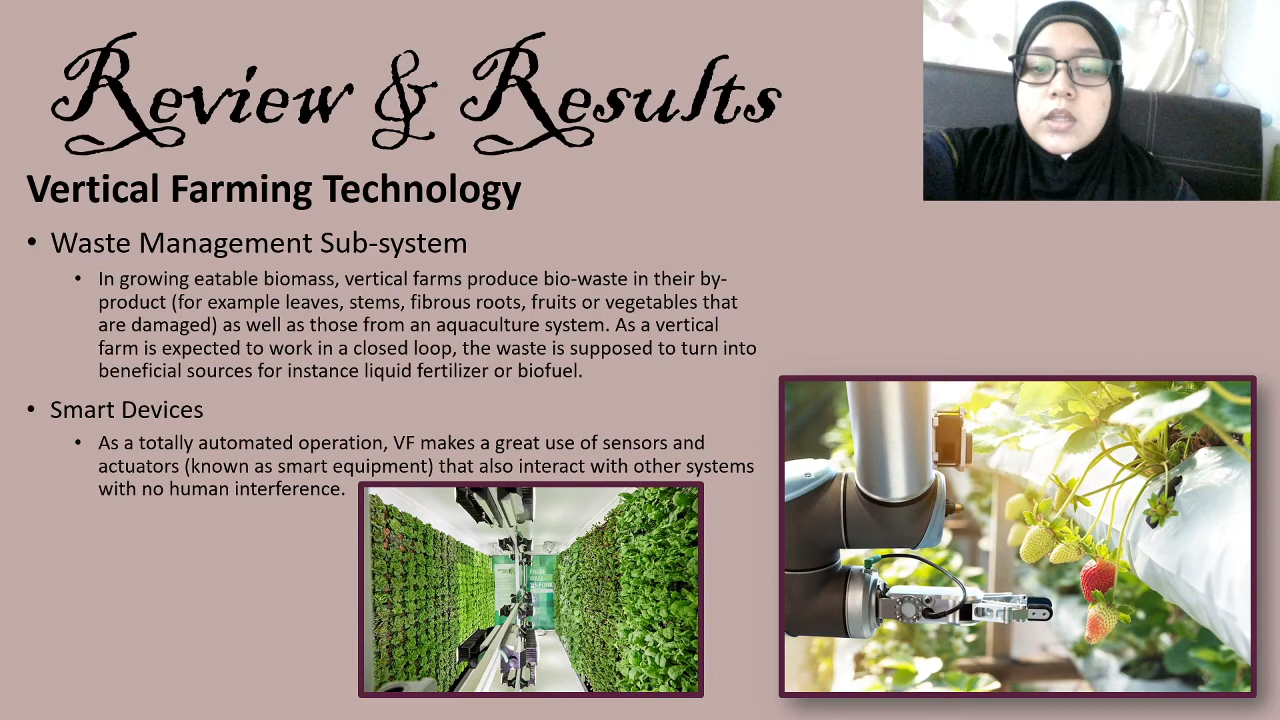 Review & Results
Vertical Farming Technology
• Waste Management Sub-system
• In growing eatable biomass, vertical farms produce bio-waste in their by-
product (for example leaves, stems, fibrous roots, fruits or vegetables that
are damaged) as well as those from an aquaculture system. As a vertical
farm is expected to work in a closed loop, the waste is supposed to turn into
beneficial sources for instance liquid fertilizer or biofuel.
• Smart Devices
• As a totally automated operation, VF makes a great use of sensors and
actuators (known as smart equipment) that also interact with other systems
with no human interference.
FROM
WALL-